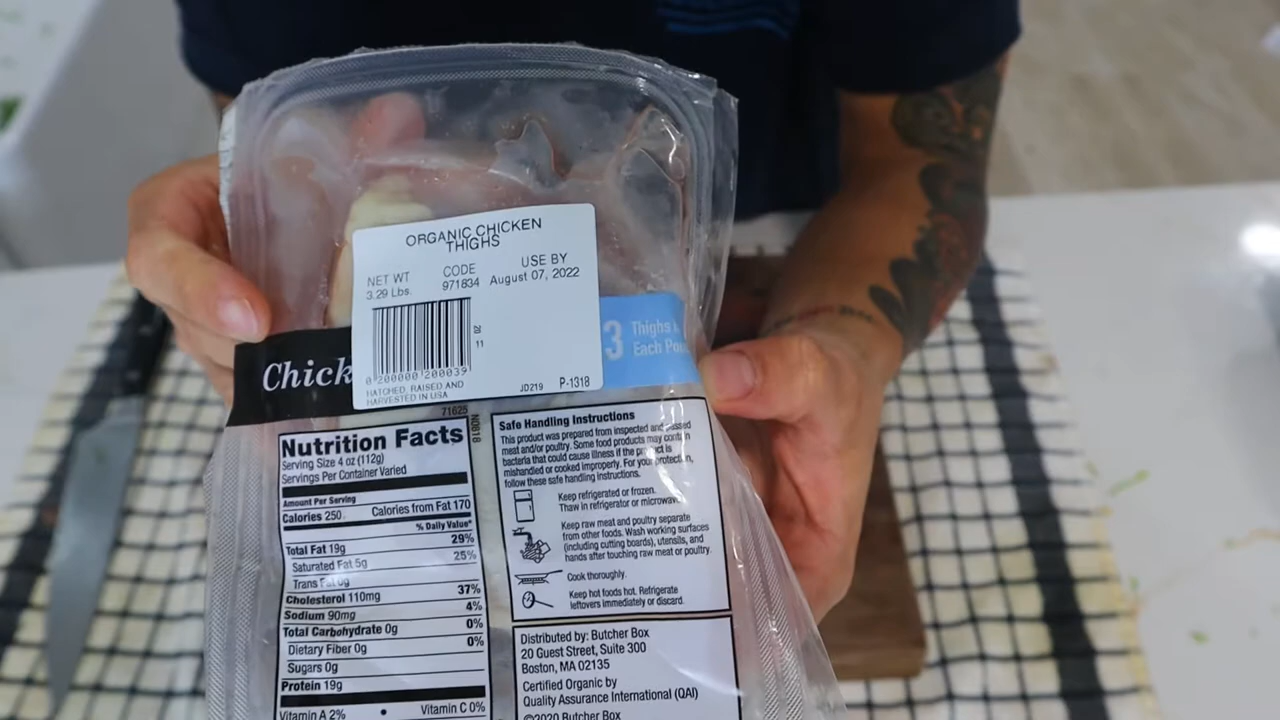 ORGANIC CHICKEN
THIGHS
NET WT
3.29 Lbs.
CODE
971834
USE BY
August 07, 2022
20
11
0 200000 200039
HATCHED, RAISED AND
HARVESTED IN USA
JD219 P-1318
Chick
3 Thighs
Each
71625
N0818
Nutrition Facts
Serving Size 4 oz (112g)
Servings Per Container Varied
Amount Per Serving
Calories 250 Calories from Fat 170
% Daily Value*
Total Fat 19g 29%
Saturated Fat 5g 25%
Trans Fat 0g
Cholesterol 110mg 37%
Sodium 90mg 4%
Total Carbohydrate 0g 0%
Dietary Fiber 0g 0%
Sugars 0g
Protein 19g
Vitamin A 2% • Vitamin C 0%
Safe Handling Instructions
This product was prepared from inspected and passed
meat and/or poultry. Some food products may contain
bacteria that could cause illness if the product is
mishandled or cooked improperly. For your protection,
follow these safe handling instructions.
Keep refrigerated or frozen.
Thaw in refrigerator or microwave.
Keep raw meat and poultry separate
from other foods. Wash working surfaces
(including cutting boards), utensils, and
hands after touching raw meat or poultry.
Cook thoroughly.
Keep hot foods hot. Refrigerate
leftovers immediately or discard.
Distributed by: Butcher Box
20 Guest Street, Suite 300
Boston, MA 02135
Certified Organic by
Quality Assurance International (QAI)
©2020 Butcher Box